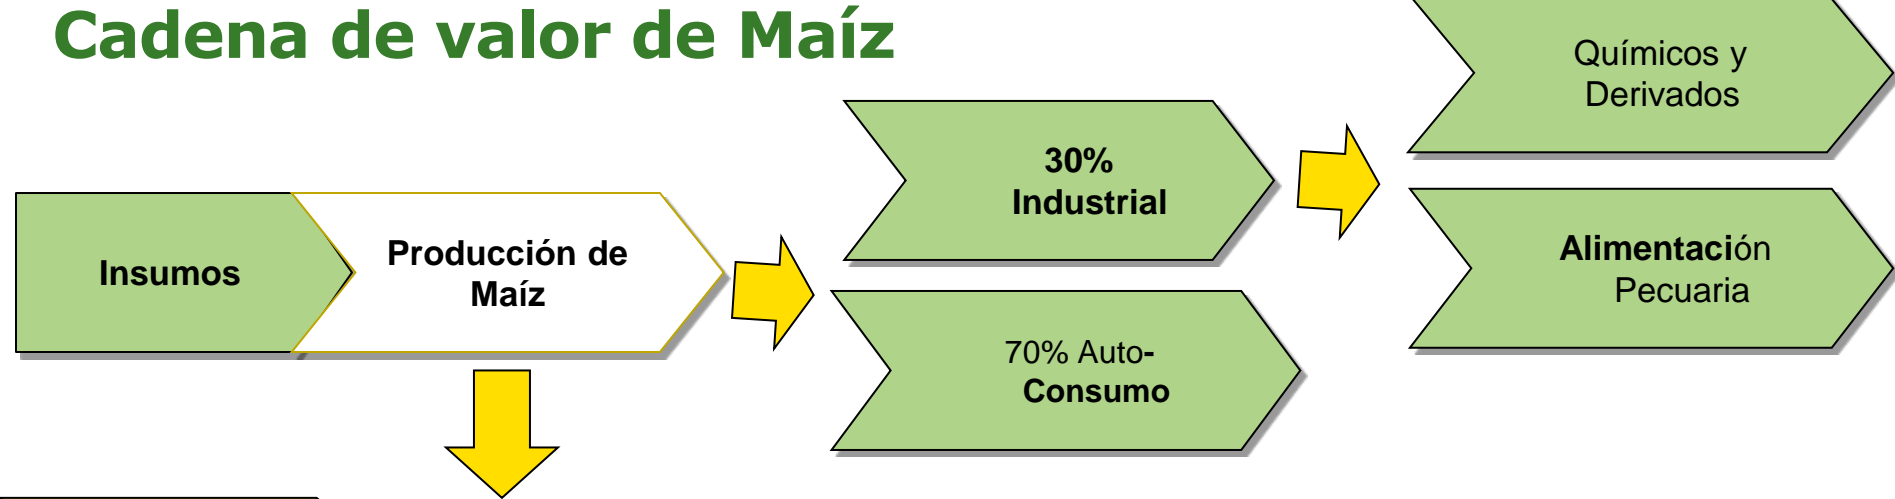 Cadena de valor de Maíz
Químicos y
Derivados
30%
Industrial
Insumos
Producción de
Maíz
Alimentación
Pecuaria
70% Auto-
Consumo